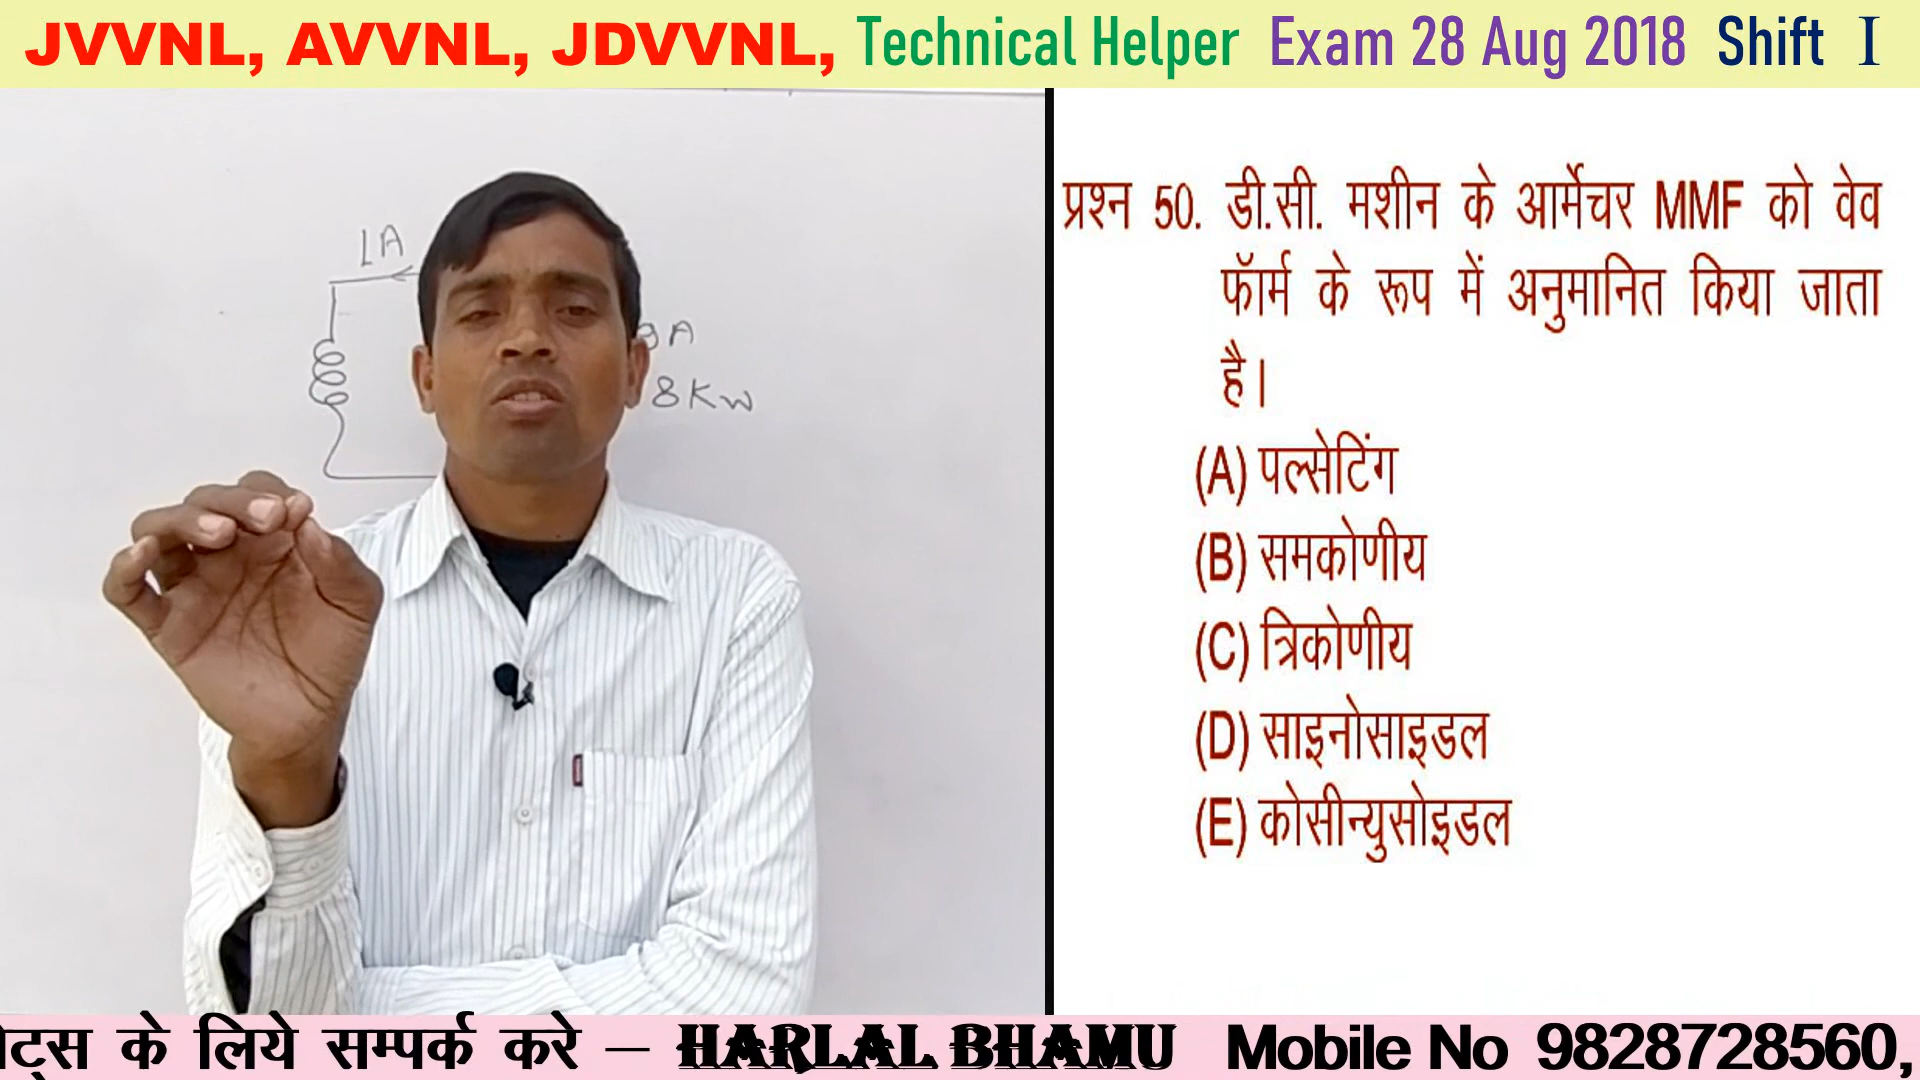 JVVNL, AVVNL, JDVVNL, Technical Helper Exam 28 Aug 2018 Shift I
1A
8Kw
प्रश्न 50. डी.सी. मशीन के आर्मेचर MMF को वेव
फॉर्म के रूप में अनुमानित किया जाता
है।
(A) पल्सेटिंग
(B) समकोणीय
(C) त्रिकोणीय
(D) साइनोसाइडल
(E) कोसीन्युसोइडल
के लिये सम्पर्क करे – HARLAL BHAMU Mobile No 9828728560,